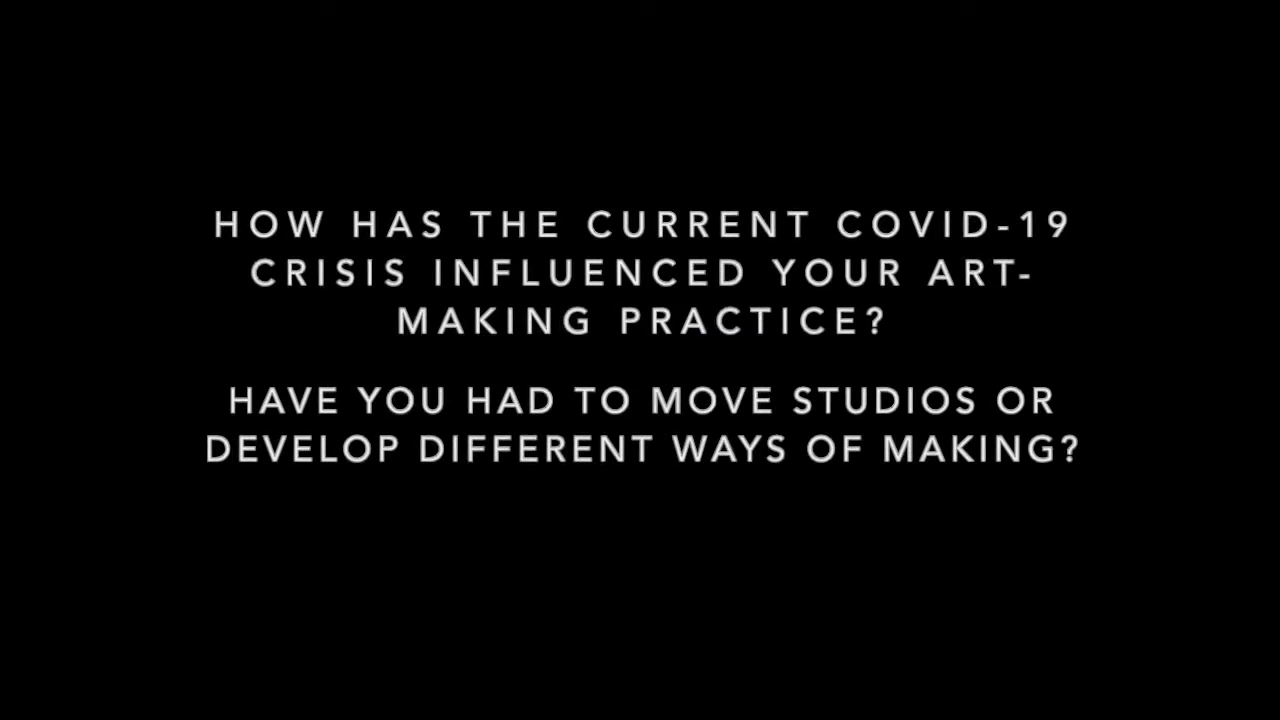 HOW HAS THE CURRENT COVID-19
CRISIS INFLUENCED YOUR ART-
MAKING PRACTICE?
HAVE YOU HAD TO MOVE STUDIOS OR
DEVELOP DIFFERENT WAYS OF MAKING?